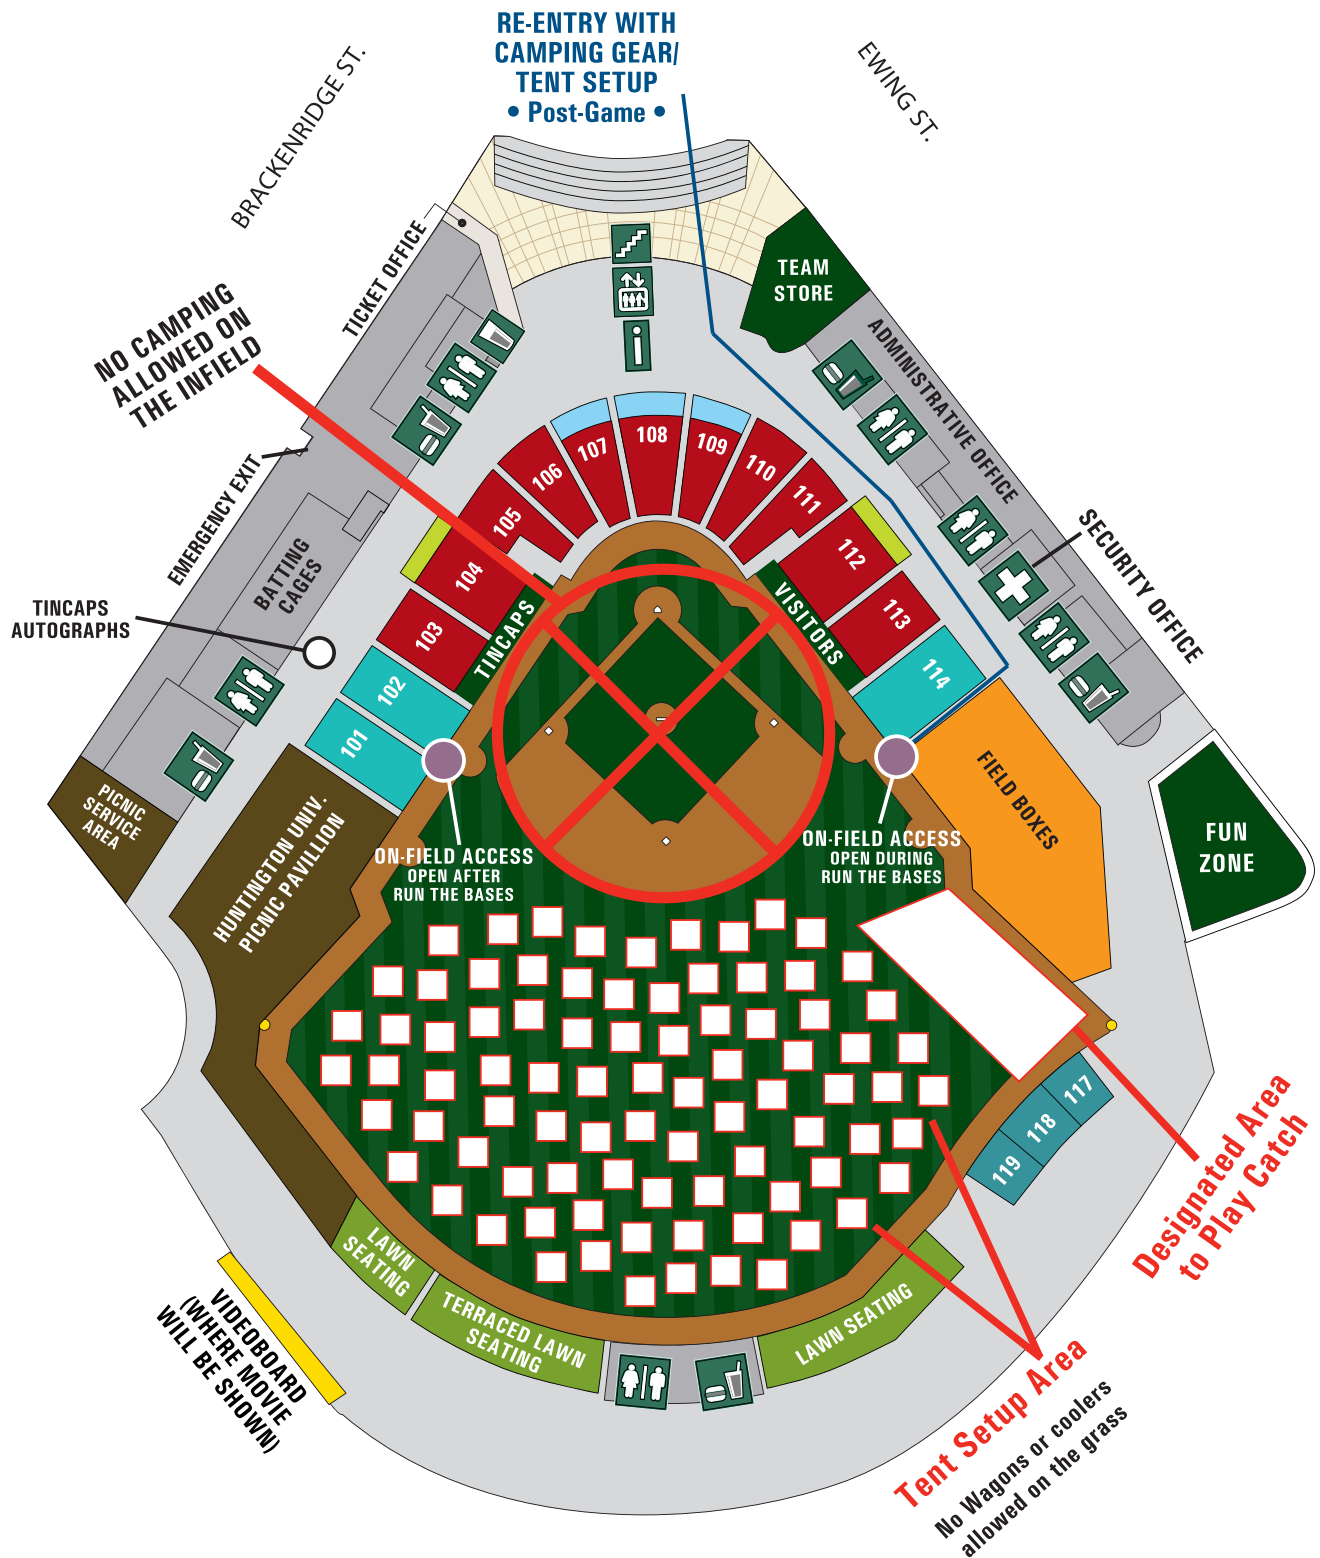 RE-ENTRY WITH
CAMPING GEAR/
TENT SETUP
• Post-Game •
BRACKENRIDGE ST.
EWING ST.
TICKET OFFICE
TEAM
STORE
NO CAMPING
ALLOWED ON
THE INFIELD
ADMINISTRATIVE OFFICE
EMERGENCY EXIT
SECURITY OFFICE
BATTING
CAGES
TINCAPS
AUTOGRAPHS
101
102
103
104
105
106
107
108
109
110
111
112
113
114
TINCAPS
VISITORS
FIELD BOXES
FUN
ZONE
PICNIC
SERVICE
AREA
HUNTINGTON UNIV.
PICNIC PAVILLION
ON-FIELD ACCESS
OPEN AFTER
RUN THE BASES
ON-FIELD ACCESS
OPEN DURING
RUN THE BASES
117
118
119
Designated Area
to Play Catch
LAWN
SEATING
TERRACED LAWN
SEATING
LAWN SEATING
VIDEOBOARD
(WHERE MOVIE
WILL BE SHOWN)
Tent Setup Area
No Wagons or coolers
allowed on the grass